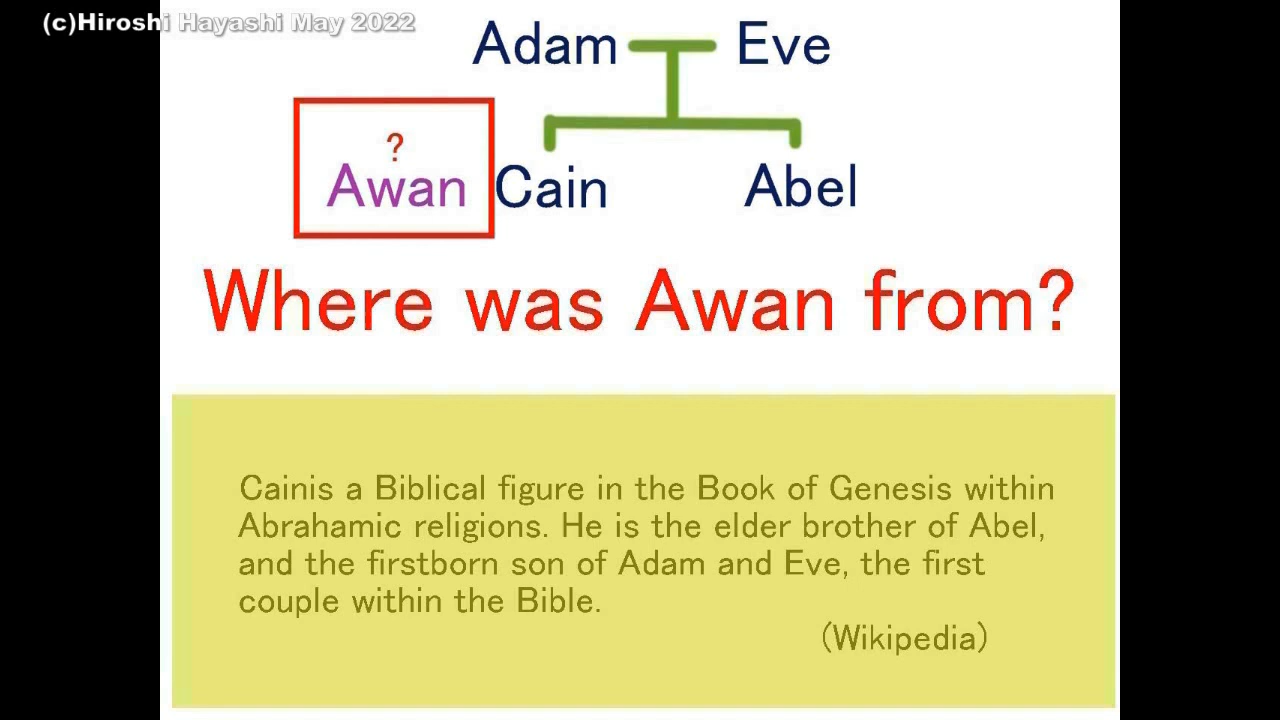 (c)Hiroshi Hayashi May 2022
Adam Eve
?
Awan Cain Abel
Where was Awan from?
Cainis a Biblical figure in the Book of Genesis within
Abrahamic religions. He is the elder brother of Abel,
and the firstborn son of Adam and Eve, the first
couple within the Bible.
(Wikipedia)